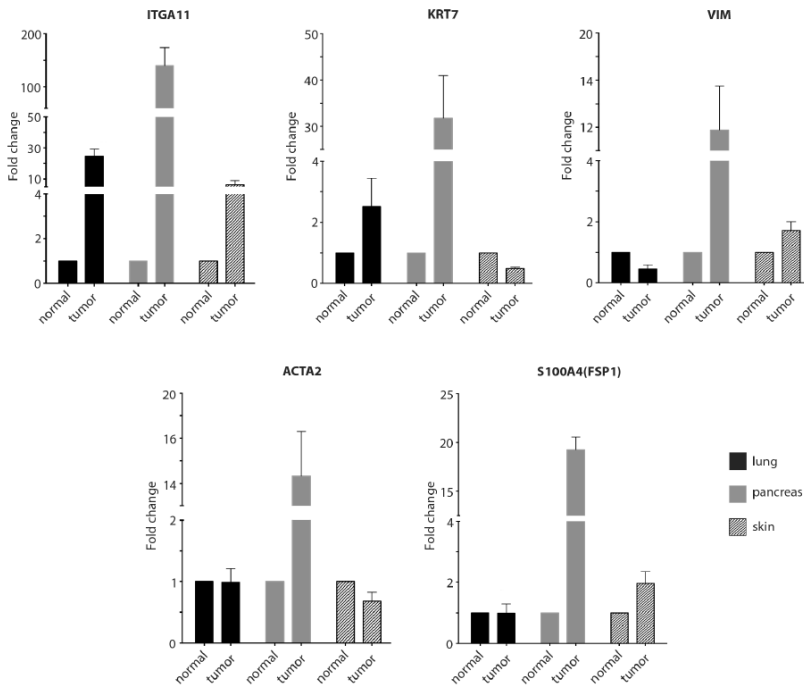 ITGA11
Fold change
200
100
50
30
10
4
2
0
normal
tumor
normal
tumor
normal
tumor
KRT7
Fold change
50
40
30
4
2
0
normal
tumor
normal
tumor
normal
tumor
VIM
Fold change
20
14
12
4
2
0
normal
tumor
normal
tumor
normal
tumor
ACTA2
Fold change
20
16
14
2
1
0
normal
tumor
normal
tumor
normal
tumor
S100A4(FSP1)
Fold change
25
20
15
4
2
0
normal
tumor
normal
tumor
normal
tumor
lung
pancreas
skin